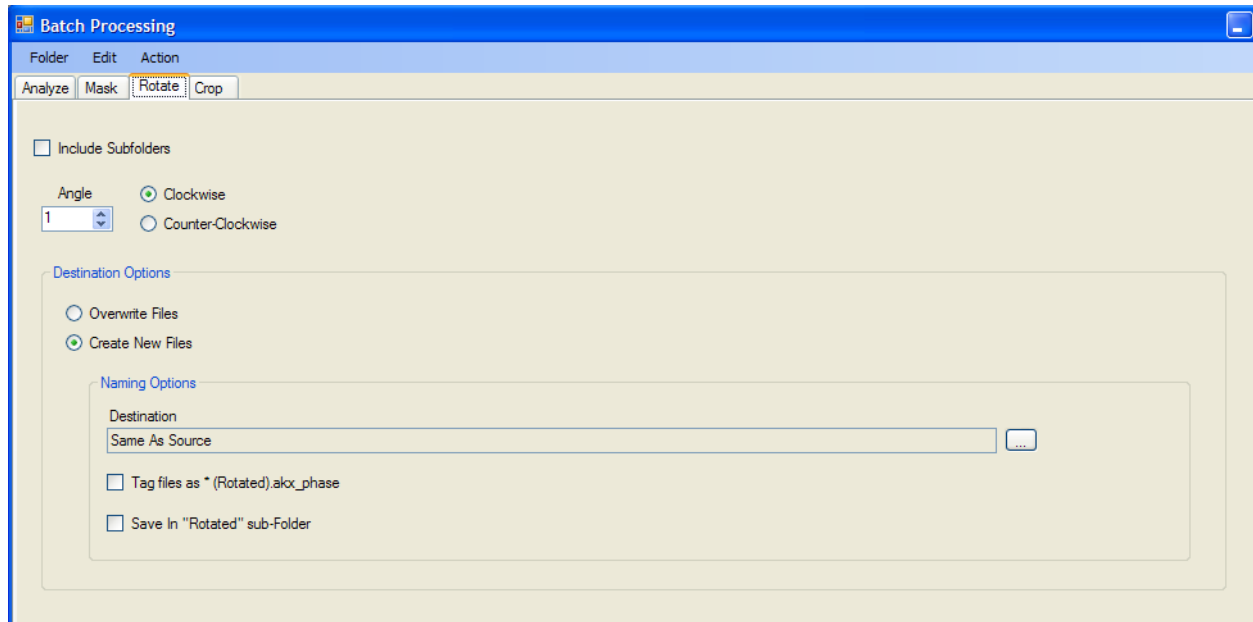 Batch Processing
Folder Edit Action
Analyze Mask Rotate Crop
Include Subfolders
Angle
Clockwise
1
Counter-Clockwise
Destination Options
Overwrite Files
Create New Files
Naming Options
Destination
Same As Source
...
Tag files as * (Rotated).akx_phase
Save In "Rotated" sub-Folder